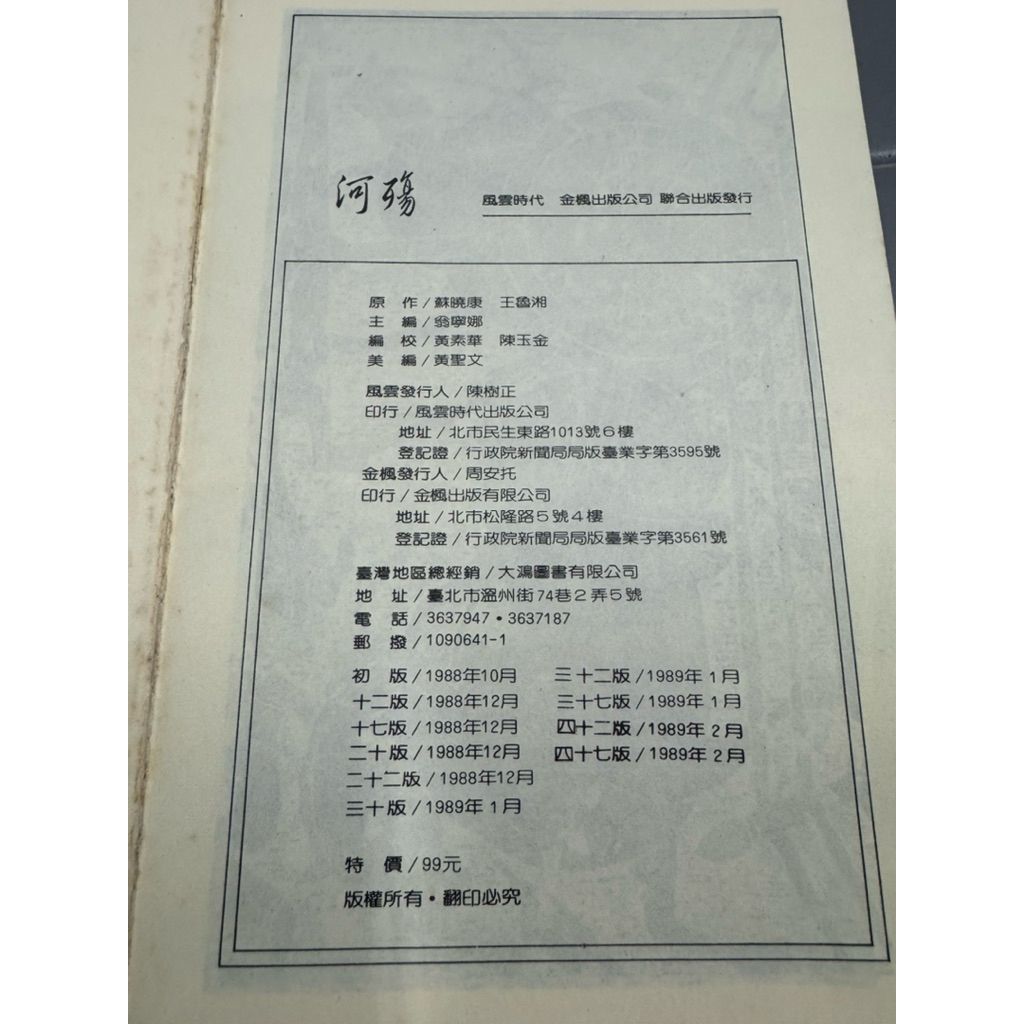 河殤
風雲時代　金楓出版公司 聯合出版發行
原　作/蘇曉康　王魯湘
主　編/翁寧娜
編　校/黃素華　陳玉金
美　編/黃聖文
風雲發行人/陳樹正
印行/風雲時代出版公司
地址/北市民生東路1013號6樓
登記證/行政院新聞局局版臺業字第3595號
金楓發行人/周安托
印行/金楓出版有限公司
地址/北市松隆路5號4樓
登記證/行政院新聞局局版臺業字第3561號
臺灣地區總經銷/大鴻圖書有限公司
地　址/臺北市溫州街74巷2弄5號
電　話/3637947・3637187
郵　撥/1090641-1
初　版/1988年10月
十二版/1988年12月
十七版/1988年12月
二十版/1988年12月
二十二版/1988年12月
三十版/1989年1月
三十二版/1989年1月
三十七版/1989年1月
四十二版/1989年2月
四十七版/1989年2月
特　價/99元
版權所有・翻印必究